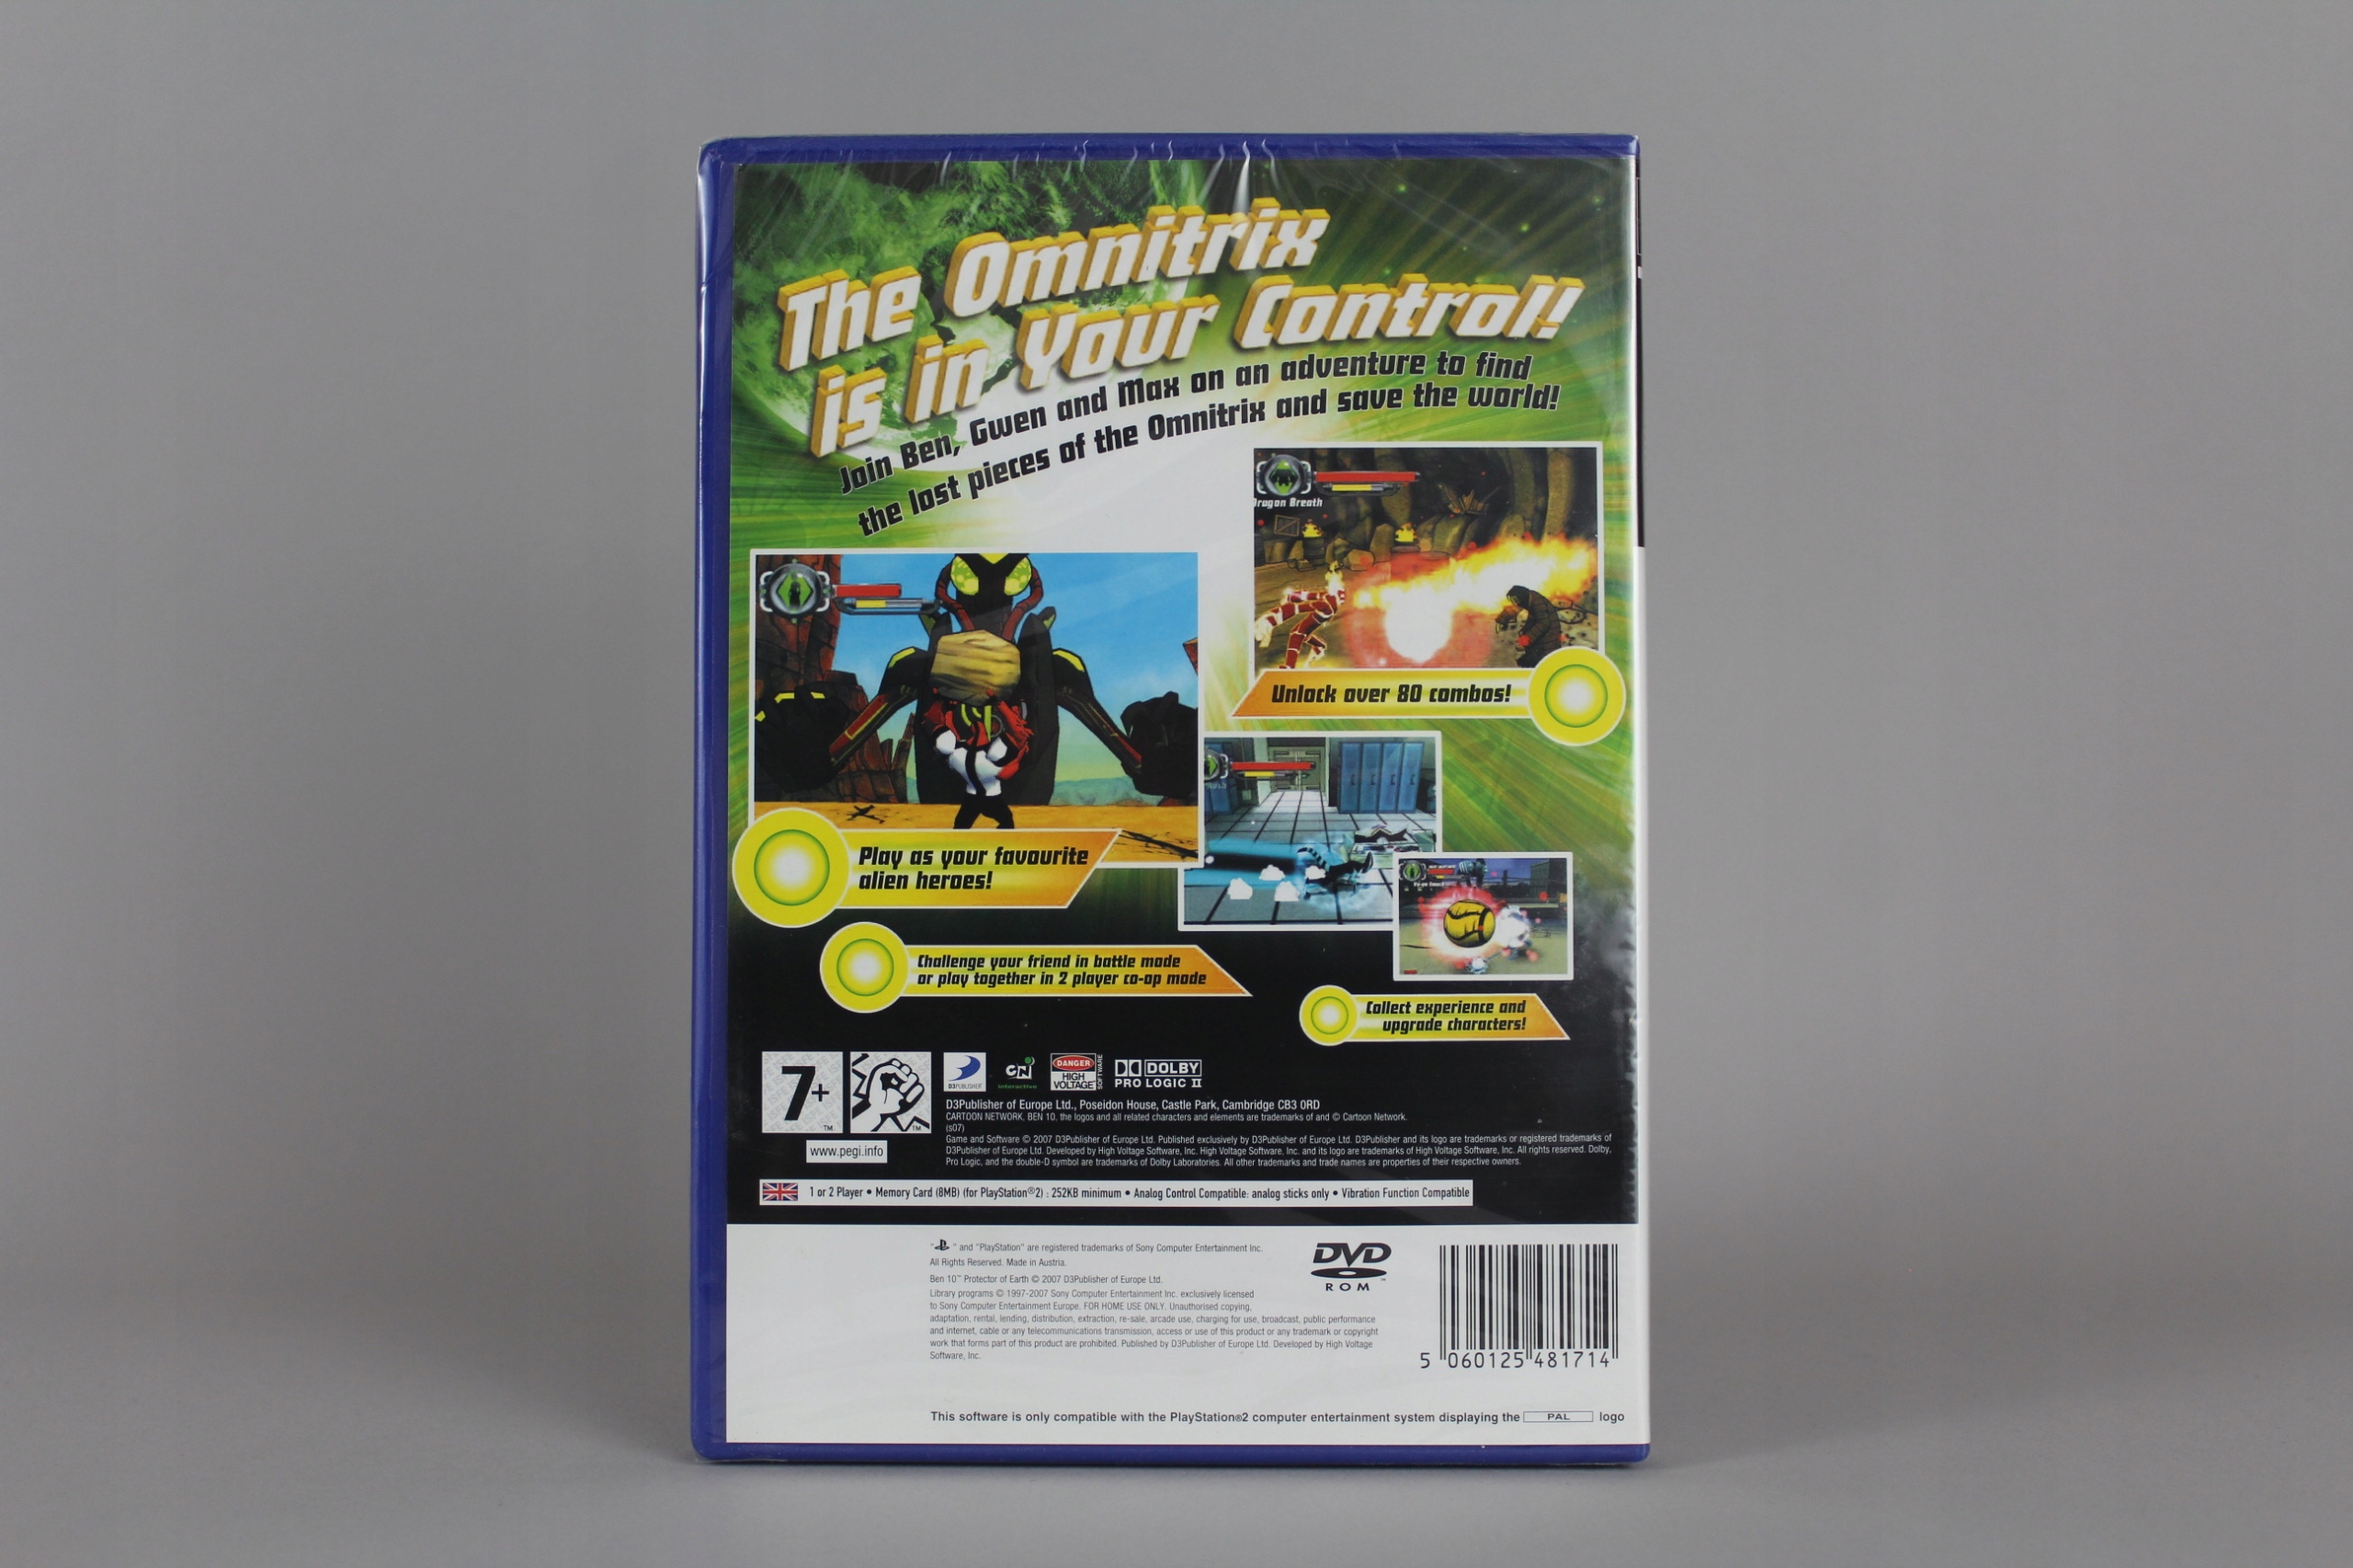 The Omnitrix
is in Your Control!
Join Ben, Gwen and Max on an adventure to find
the lost pieces of the Omnitrix and save the world!
Dragon Breath
Unlock over 80 combos!
Play as your favourite
alien heroes!
Challenge your friend in battle mode
or play together in 2 player co-op mode
Collect experience and
upgrade characters!
7+
TM
TM
www.pegi.info
D3PUBLISHER
CN
interactive
DANGER
HIGH
VOLTAGE
SOFTWARE
DOLBY
PRO LOGIC II
D3Publisher of Europe Ltd., Poseidon House, Castle Park, Cambridge CB3 0RD
CARTOON NETWORK, BEN 10, the logos and all related characters and elements are trademarks of and © Cartoon Network.
(s07)
Game and Software © 2007 D3Publisher of Europe Ltd. Published exclusively by D3Publisher of Europe Ltd. D3Publisher and its logo are trademarks or registered trademarks of
D3Publisher of Europe Ltd. Developed by High Voltage Software, Inc. High Voltage Software, Inc. and its logo are trademarks of High Voltage Software, Inc. All rights reserved. Dolby,
Pro Logic, and the double-D symbol are trademarks of Dolby Laboratories. All other trademarks and trade names are properties of their respective owners.
1 or 2 Player • Memory Card (8MB) (for PlayStation®2) : 252KB minimum • Analog Control Compatible: analog sticks only • Vibration Function Compatible
" " and "PlayStation" are registered trademarks of Sony Computer Entertainment Inc.
All Rights Reserved. Made in Austria.
Ben 10™ Protector of Earth © 2007 D3Publisher of Europe Ltd.
Library programs © 1997-2007 Sony Computer Entertainment Inc. exclusively licensed
to Sony Computer Entertainment Europe. FOR HOME USE ONLY. Unauthorised copying,
adaptation, rental, lending, distribution, extraction, re-sale, arcade use, charging for use, broadcast, public performance
and internet, cable or any telecommunications transmission, access or use of this product or any trademark or copyright
work that forms part of this product are prohibited. Published by D3Publisher of Europe Ltd. Developed by High Voltage
Software, Inc.
DVD
ROM
5 060125 481714
This software is only compatible with the PlayStation®2 computer entertainment system displaying the PAL logo